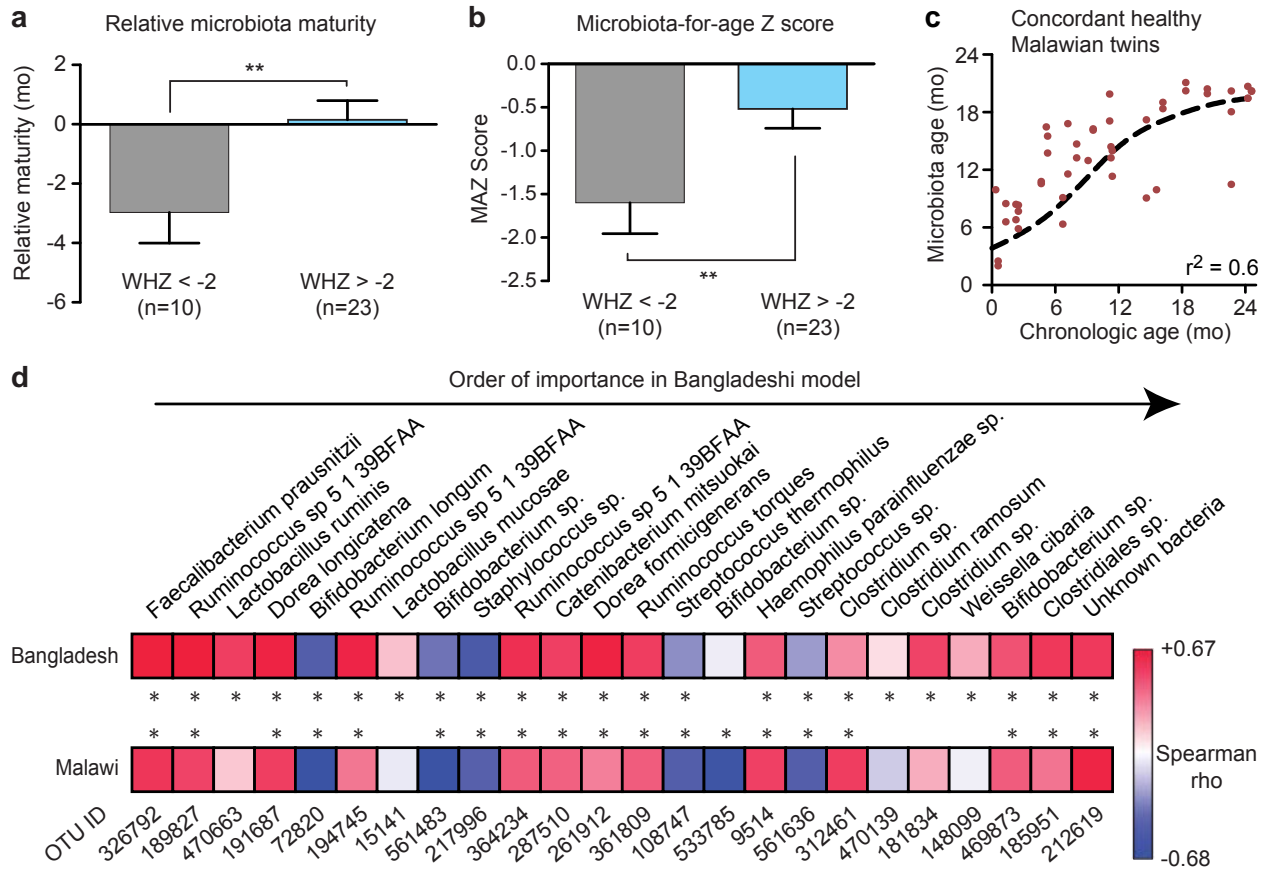 a
Relative microbiota maturity
Relative maturity (mo)
2
0
-2
-4
-6
**
WHZ < -2
(n=10)
WHZ > -2
(n=23)
b
Microbiota-for-age Z score
MAZ Score
0.0
-0.5
-1.0
-1.5
-2.0
-2.5
**
WHZ < -2
(n=10)
WHZ > -2
(n=23)
c
Concordant healthy
Malawian twins
Microbiota age (mo)
24
18
12
6
0
r² = 0.6
0 6 12 18 24
Chronologic age (mo)
d
Order of importance in Bangladeshi model
Faecalibacterium prausnitzii
Ruminococcus sp 5 1 39BFAA
Lactobacillus ruminis
Dorea longicatena
Bifidobacterium longum
Ruminococcus sp 5 1 39BFAA
Lactobacillus mucosae
Bifidobacterium sp.
Staphylococcus sp.
Ruminococcus sp 5 1 39BFAA
Catenibacterium mitsuokai
Dorea formicigenerans
Ruminococcus torques
Streptococcus thermophilus
Bifidobacterium sp.
Haemophilus parainfluenzae sp.
Streptococcus sp.
Clostridium sp.
Clostridium ramosum
Clostridium sp.
Weissella cibaria
Bifidobacterium sp.
Clostridiales sp.
Unknown bacteria
Bangladesh
* * * * * * * * * * * * * * * * * * * * * * *
* * * * * * * * * * * * * * * * * *
Malawi
OTU ID 326792 189827 470663 191687 72820 194745 15141 561483 217996 364234 287510 261912 361809 108747 533785 9514 561636 312461 470139 181834 148099 469873 185951 212619
+0.67
Spearman
rho
-0.68